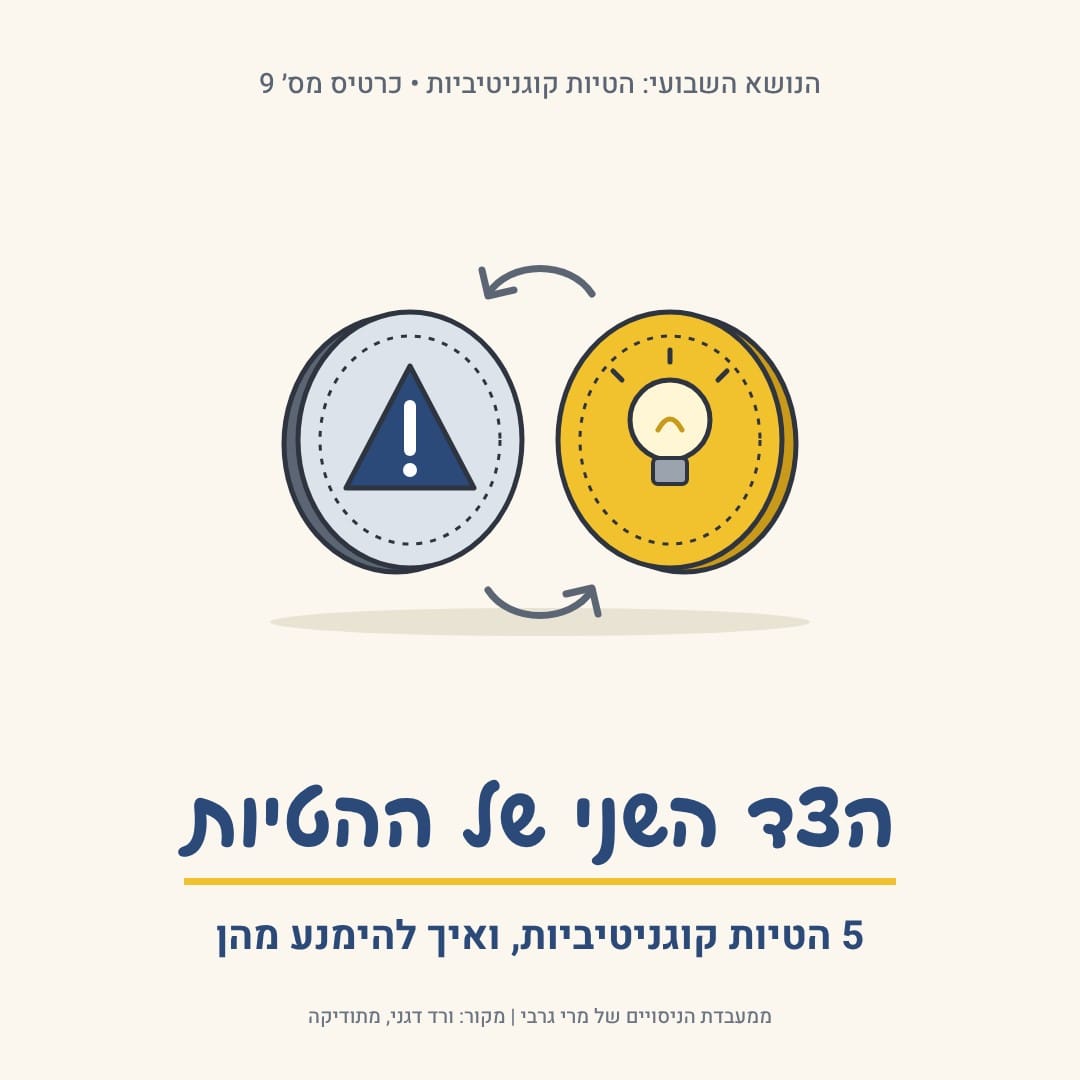 הנושא השבועי: הטיות קוגניטיביות • כרטיס מס׳ 9
הצד השני של ההטיות
5 הטיות קוגניטיביות, ואיך להימנע מהן
ממעבדת הניסויים של מרי גרבי | מקור: ורד דגני, מתודיקה